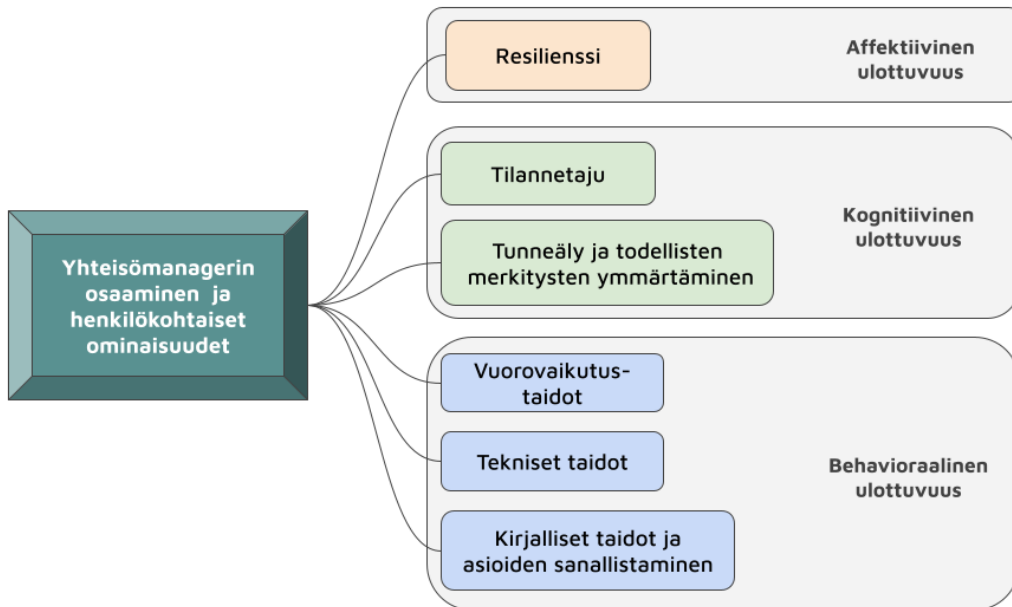 Yhteisömanagerin
osaaminen ja
henkilökohtaiset
ominaisuudet
Resilienssi
Affektiivinen
ulottuvuus
Tilannetaju
Tunneäly ja todellisten
merkitysten ymmärtäminen
Kognitiivinen
ulottuvuus
Vuorovaikutus-
taidot
Tekniset taidot
Kirjalliset taidot ja
asioiden sanallistaminen
Behavioraalinen
ulottuvuus